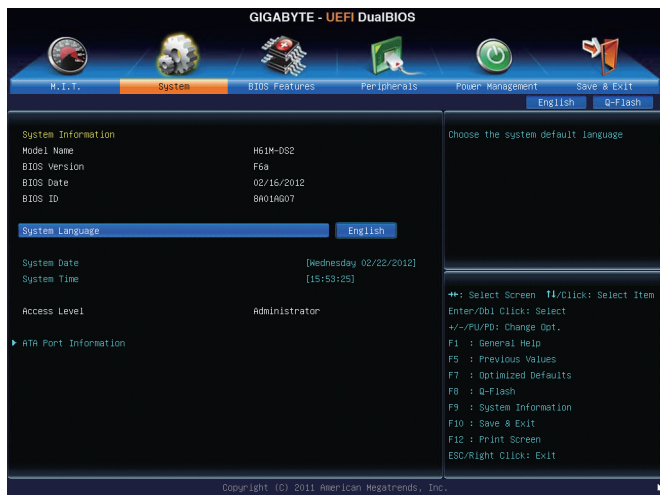 GIGABYTE - UEFI DualBIOS
M.I.T.
System
BIOS Features
Peripherals
Power Management
Save & Exit
English
Q-Flash
System Information
Model Name H61M-DS2
BIOS Version F6a
BIOS Date 02/16/2012
BIOS ID 8A01AG07
System Language English
System Date [Wednesday 02/22/2012]
System Time [15:53:25]
Access Level Administrator
ATA Port Information
Choose the system default language
→←: Select Screen ↑↓/Click: Select Item
Enter/Dbl Click: Select
+/-/PU/PD: Change Opt.
F1 : General Help
F5 : Previous Values
F7 : Optimized Defaults
F8 : Q-Flash
F9 : System Information
F10 : Save & Exit
F12 : Print Screen
ESC/Right Click: Exit
Copyright (C) 2011 American Megatrends, Inc.